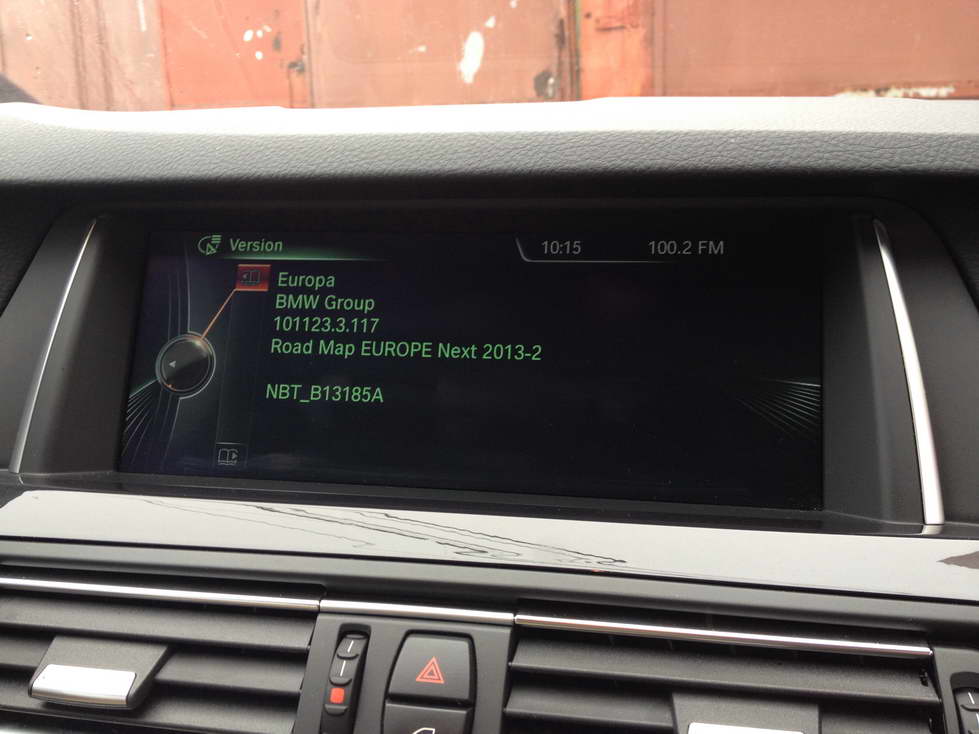 Version
10:15
100.2 FM
Europa
BMW Group
101123.3.117
Road Map EUROPE Next 2013-2
NBT_B13185A